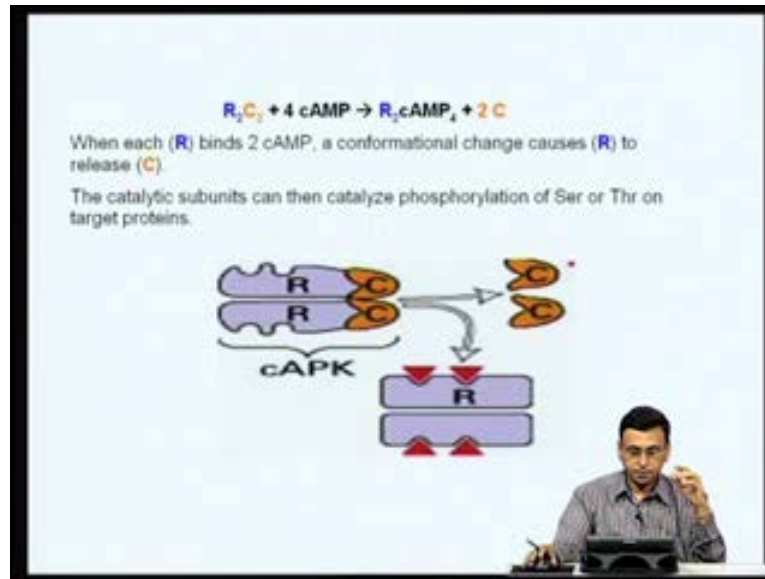 R₂C₂ + 4 cAMP → R₂cAMP₄ + 2 C
When each (R) binds 2 cAMP, a conformational change causes (R) to
release (C).
The catalytic subunits can then catalyze phosphorylation of Ser or Thr on
target proteins.
R C
R C
cAPK
C
C
R